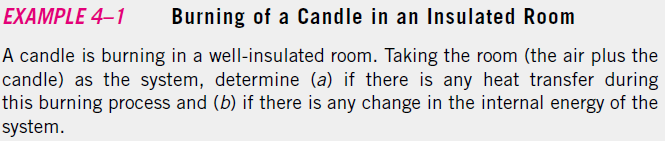 EXAMPLE 4–1 Burning of a Candle in an Insulated Room
A candle is burning in a well-insulated room. Taking the room (the air plus the
candle) as the system, determine (a) if there is any heat transfer during
this burning process and (b) if there is any change in the internal energy of the
system.